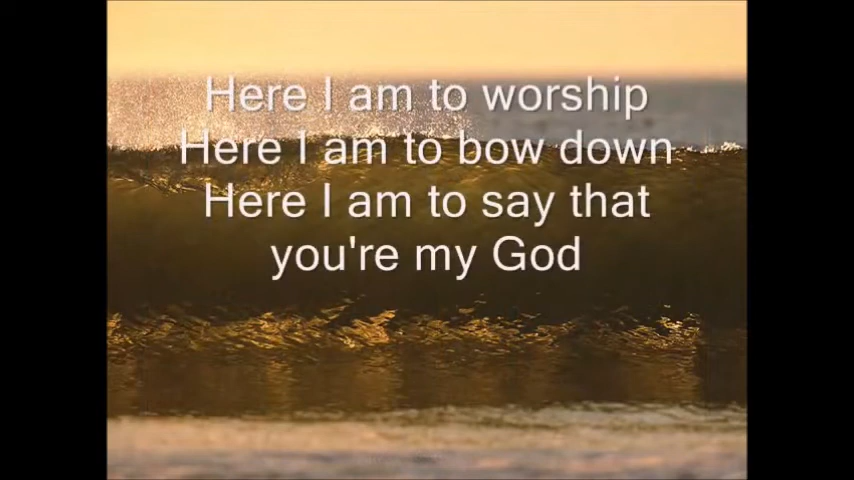 Here I am to worship
Here I am to bow down
Here I am to say that
you're my God